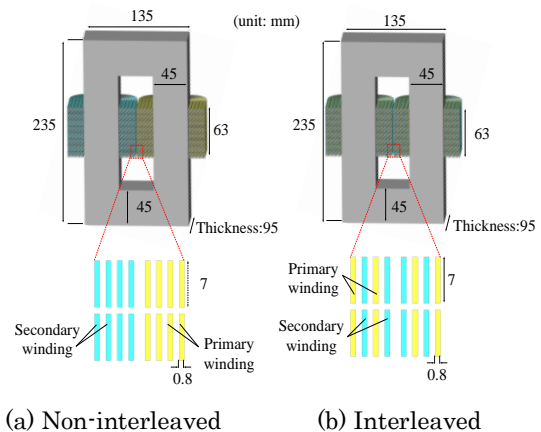 135
(unit: mm)
135
45
45
235
63
235
63
45
45
Thickness:95
Thickness:95
7
Primary
winding
7
Secondary
winding
Primary
winding
Secondary
winding
0.8
0.8
(a) Non-interleaved
(b) Interleaved